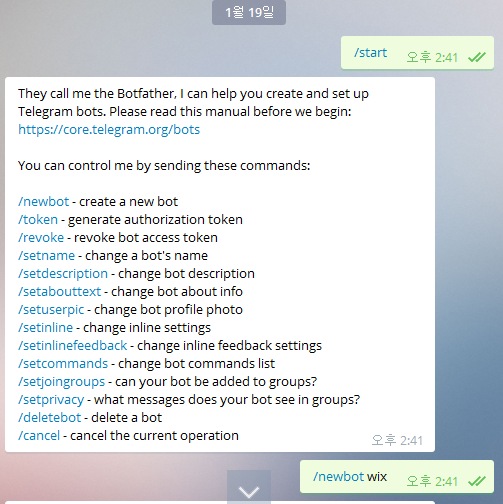 1월 19일
/start 오후 2:41
They call me the Botfather, I can help you create and set up
Telegram bots. Please read this manual before we begin:
https://core.telegram.org/bots
You can control me by sending these commands:
/newbot - create a new bot
/token - generate authorization token
/revoke - revoke bot access token
/setname - change a bot's name
/setdescription - change bot description
/setabouttext - change bot about info
/setuserpic - change bot profile photo
/setinline - change inline settings
/setinlinefeedback - change inline feedback settings
/setcommands - change bot commands list
/setjoingroups - can your bot be added to groups?
/setprivacy - what messages does your bot see in groups?
/deletebot - delete a bot
/cancel - cancel the current operation
오후 2:41
/newbot wix 오후 2:41